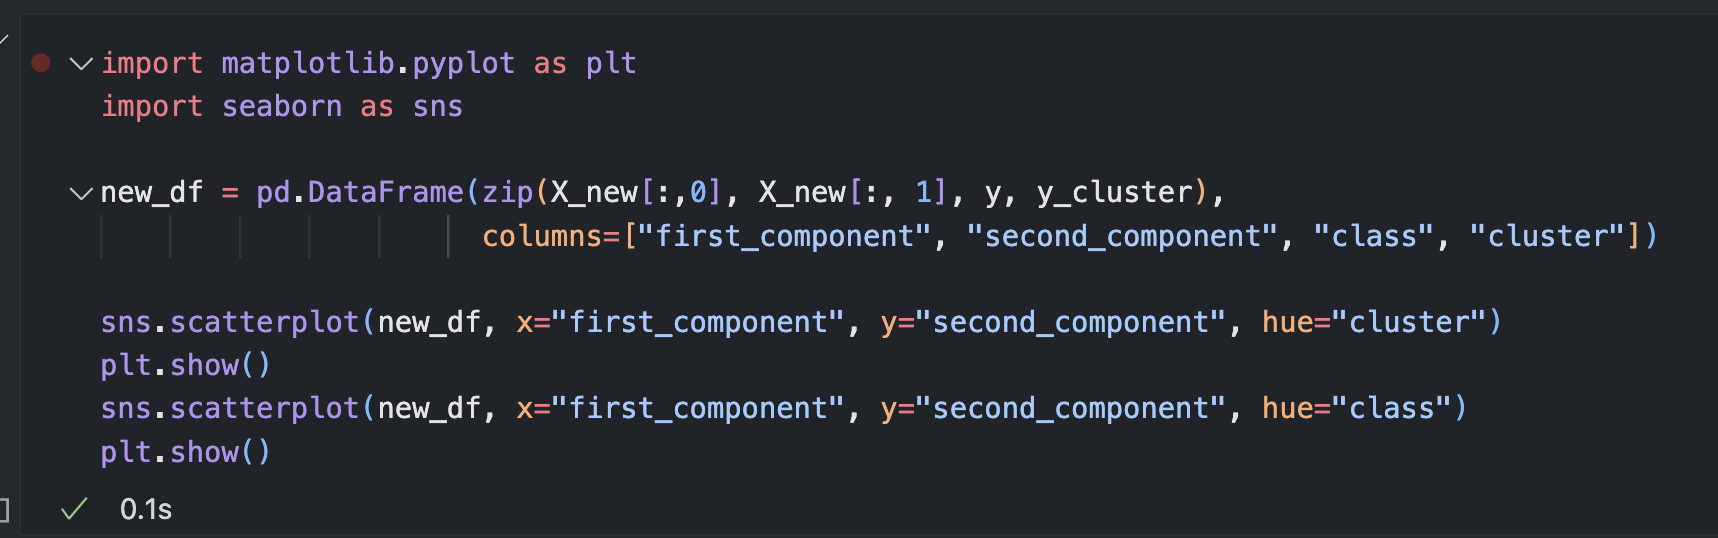 import matplotlib.pyplot as plt
import seaborn as sns
new_df = pd.DataFrame(zip(X_new[:,0], X_new[:, 1], y, y_cluster),
columns=["first_component", "second_component", "class", "cluster"])
sns.scatterplot(new_df, x="first_component", y="second_component", hue="cluster")
plt.show()
sns.scatterplot(new_df, x="first_component", y="second_component", hue="class")
plt.show()
0.1s